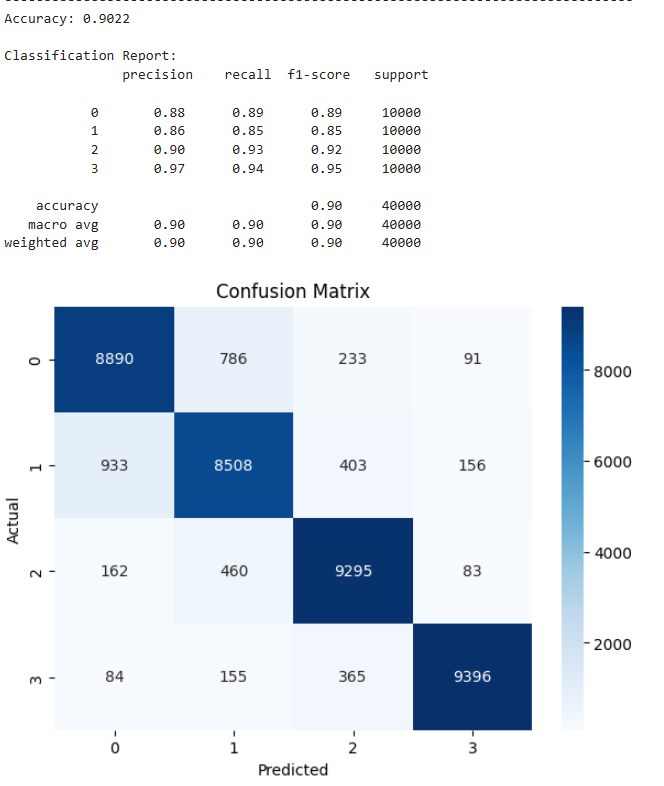 Accuracy: 0.9022
Classification Report:
precision recall f1-score support
0 0.88 0.89 0.89 10000
1 0.86 0.85 0.85 10000
2 0.90 0.93 0.92 10000
3 0.97 0.94 0.95 10000
accuracy 0.90 40000
macro avg 0.90 0.90 0.90 40000
weighted avg 0.90 0.90 0.90 40000
Confusion Matrix
0 8890 786 233 91
8000
1 933 8508 403 156
6000
Actual
4000
2 162 460 9295 83
2000
3 84 155 365 9396
0 1 2 3
Predicted